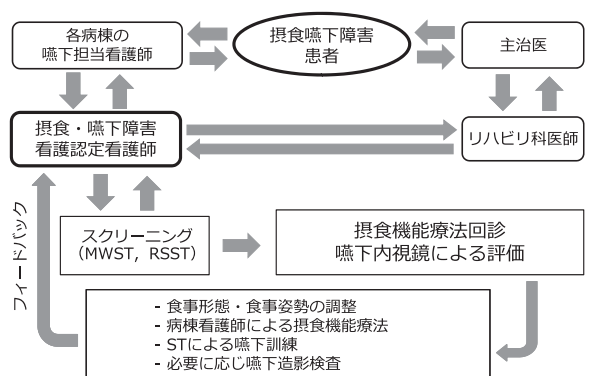 各病棟の
嚥下担当看護師
摂食嚥下障害
患者
主治医
摂食・嚥下障害
看護認定看護師
リハビリ科医師
フィードバック
スクリーニング
（MWST，RSST）
摂食機能療法回診
嚥下内視鏡による評価
- 食事形態・食事姿勢の調整
- 病棟看護師による摂食機能療法
- STによる嚥下訓練
- 必要に応じ嚥下造影検査